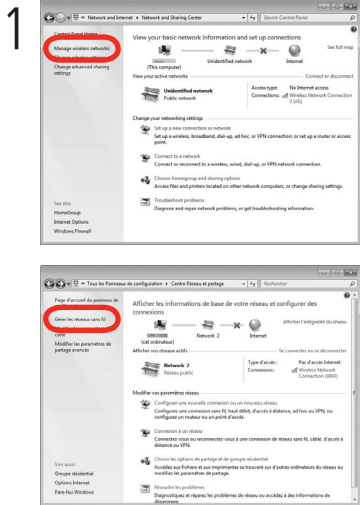 1
Network and Internet ▸ Network and Sharing Center
Search Control Panel
Control Panel Home
Manage wireless networks
Change adapter settings
Change advanced sharing
settings
View your basic network information and set up connections
See full map
(This computer)
Unidentified network
Internet
View your active networks
Connect or disconnect
Unidentified network
Public network
Access type: No Internet access
Connections: Wireless Network Connection
3 (sili)
Change your networking settings
Set up a new connection or network
Set up a wireless, broadband, dial-up, ad hoc, or VPN connection; or set up a router or access
point.
Connect to a network
Connect or reconnect to a wireless, wired, dial-up, or VPN network connection.
Choose homegroup and sharing options
Access files and printers located on other network computers, or change sharing settings.
Troubleshoot problems
Diagnose and repair network problems, or get troubleshooting information.
See also
HomeGroup
Internet Options
Windows Firewall
Tous les Panneaux de configuration ▸ Centre Réseau et partage
Rechercher
Page d'accueil du panneau de
Gérer les réseaux sans fil
carte
Modifier les paramètres de
partage avancés
Afficher les informations de base de votre réseau et configurer des
connexions
Afficher l'intégralité du réseau
(cet ordinateur)
Network 2
Internet
Afficher vos réseaux actifs
Se connecter ou se déconnecter
Network 2
Réseau public
Type d'accès : Pas d'accès Internet
Connexions : Wireless Network
Connection (0000)
Modifier vos paramètres réseau
Configurer une nouvelle connexion ou un nouveau réseau
Configurez une connexion sans fil, haut débit, d'accès à distance, ad hoc ou VPN, ou
configurez un routeur ou un point d'accès.
Connexion à un réseau
Connectez-vous ou reconnectez-vous à une connexion de réseau sans fil, câblé, d'accès à
distance ou VPN.
Choisir les options de partage et de groupe résidentiel
Accédez aux fichiers et aux imprimantes se trouvant sur d'autres ordinateurs du réseau ou
modifiez les paramètres de partage.
Résoudre les problèmes
Diagnostiquez et réparez les problèmes de réseau ou accédez à des informations de
dépannage.
Voir aussi
Groupe résidentiel
Options Internet
Pare-feu Windows